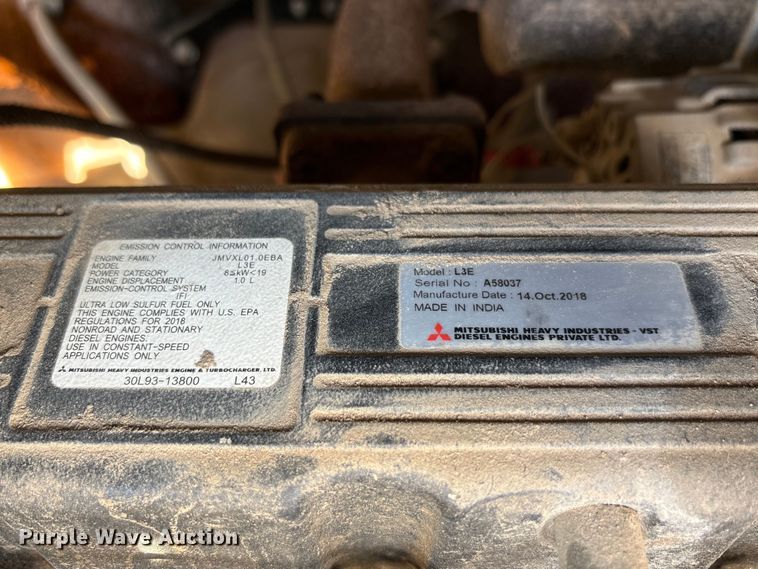 EMISSION CONTROL INFORMATION
ENGINE FAMILY JMVXL01.0EBA
MODEL L3E
POWER CATEGORY 8≤kW<19
ENGINE DISPLACEMENT 1.0 L
EMISSION-CONTROL SYSTEM
IFI
ULTRA LOW SULFUR FUEL ONLY
THIS ENGINE COMPLIES WITH U.S. EPA
REGULATIONS FOR 2018
NONROAD AND STATIONARY
DIESEL ENGINES.
USE IN CONSTANT-SPEED
APPLICATIONS ONLY
MITSUBISHI HEAVY INDUSTRIES ENGINE & TURBOCHARGER, LTD.
30L93-13800 L43
Model : L3E
Serial No : A58037
Manufacture Date : 14.Oct.2018
MADE IN INDIA
MITSUBISHI HEAVY INDUSTRIES - VST
DIESEL ENGINES PRIVATE LTD.
Purple Wave Auction